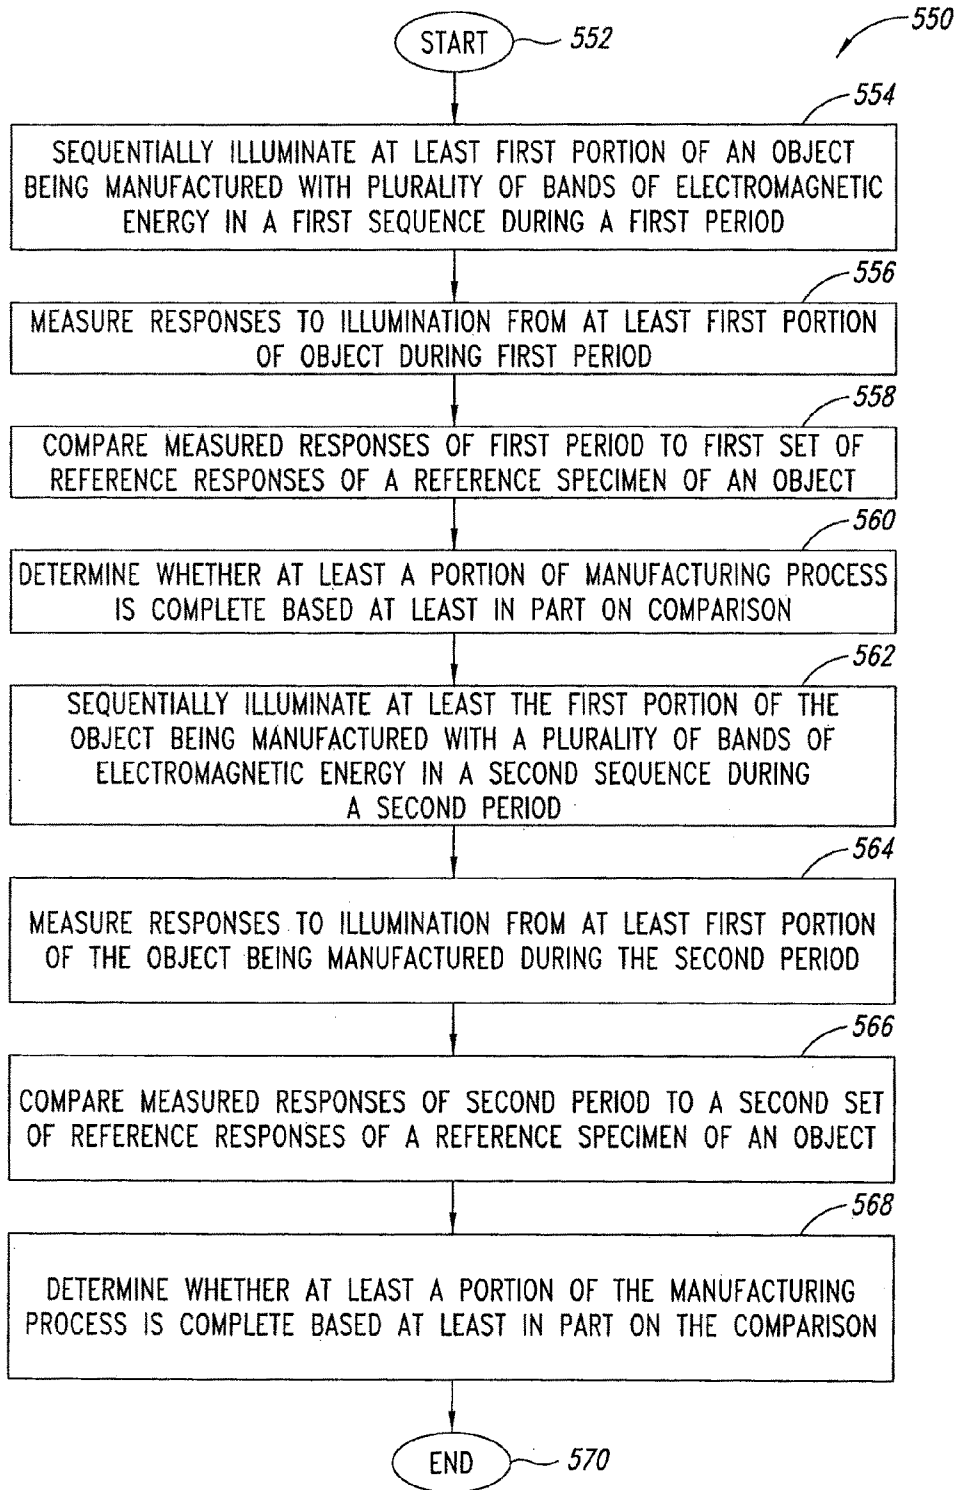 550
START 552
554
SEQUENTIALLY ILLUMINATE AT LEAST FIRST PORTION OF AN OBJECT
BEING MANUFACTURED WITH PLURALITY OF BANDS OF ELECTROMAGNETIC
ENERGY IN A FIRST SEQUENCE DURING A FIRST PERIOD
556
MEASURE RESPONSES TO ILLUMINATION FROM AT LEAST FIRST PORTION
OF OBJECT DURING FIRST PERIOD
558
COMPARE MEASURED RESPONSES OF FIRST PERIOD TO FIRST SET OF
REFERENCE RESPONSES OF A REFERENCE SPECIMEN OF AN OBJECT
560
DETERMINE WHETHER AT LEAST A PORTION OF MANUFACTURING PROCESS
IS COMPLETE BASED AT LEAST IN PART ON COMPARISON
562
SEQUENTIALLY ILLUMINATE AT LEAST THE FIRST PORTION OF THE
OBJECT BEING MANUFACTURED WITH A PLURALITY OF BANDS OF
ELECTROMAGNETIC ENERGY IN A SECOND SEQUENCE DURING
A SECOND PERIOD
564
MEASURE RESPONSES TO ILLUMINATION FROM AT LEAST FIRST PORTION
OF THE OBJECT BEING MANUFACTURED DURING THE SECOND PERIOD
566
COMPARE MEASURED RESPONSES OF SECOND PERIOD TO A SECOND SET
OF REFERENCE RESPONSES OF A REFERENCE SPECIMEN OF AN OBJECT
568
DETERMINE WHETHER AT LEAST A PORTION OF THE MANUFACTURING
PROCESS IS COMPLETE BASED AT LEAST IN PART ON THE COMPARISON
END 570